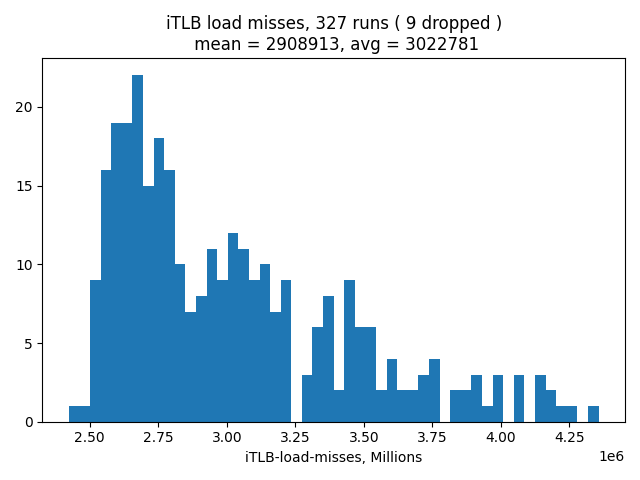 iTLB load misses, 327 runs ( 9 dropped )
mean = 2908913, avg = 3022781
20
15
10
5
0
2.50 2.75 3.00 3.25 3.50 3.75 4.00 4.25
1e6
iTLB-load-misses, Millions